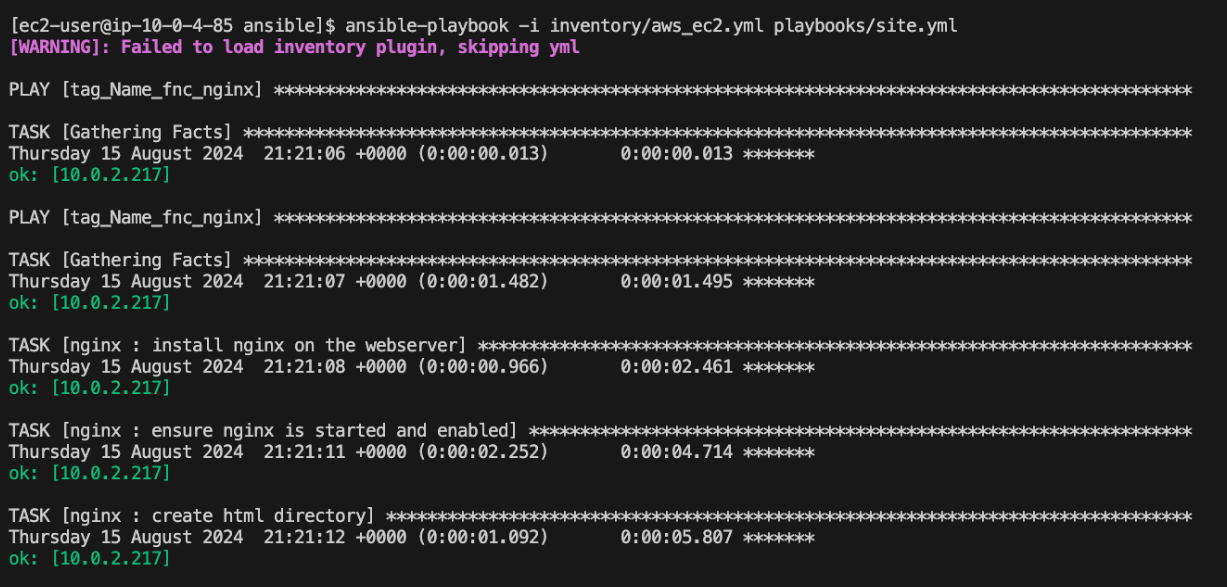 [ec2-user@ip-10-0-4-85 ansible]$ ansible-playbook -i inventory/aws_ec2.yml playbooks/site.yml
[WARNING]: Failed to load inventory plugin, skipping yml
PLAY [tag_Name_fnc_nginx] ******************************************************************************************
TASK [Gathering Facts] *********************************************************************************************
Thursday 15 August 2024  21:21:06 +0000 (0:00:00.013)       0:00:00.013 *******
ok: [10.0.2.217]
PLAY [tag_Name_fnc_nginx] ******************************************************************************************
TASK [Gathering Facts] *********************************************************************************************
Thursday 15 August 2024  21:21:07 +0000 (0:00:01.482)       0:00:01.495 *******
ok: [10.0.2.217]
TASK [nginx : install nginx on the webserver] **********************************************************************
Thursday 15 August 2024  21:21:08 +0000 (0:00:00.966)       0:00:02.461 *******
ok: [10.0.2.217]
TASK [nginx : ensure nginx is started and enabled] *****************************************************************
Thursday 15 August 2024  21:21:11 +0000 (0:00:02.252)       0:00:04.714 *******
ok: [10.0.2.217]
TASK [nginx : create html directory] *******************************************************************************
Thursday 15 August 2024  21:21:12 +0000 (0:00:01.092)       0:00:05.807 *******
ok: [10.0.2.217]